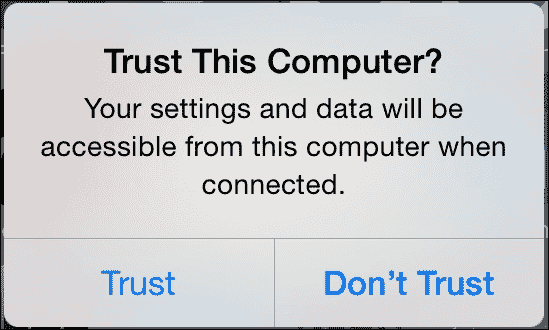 Trust This Computer?
Your settings and data will be
accessible from this computer when
connected.
Trust
Don’t Trust